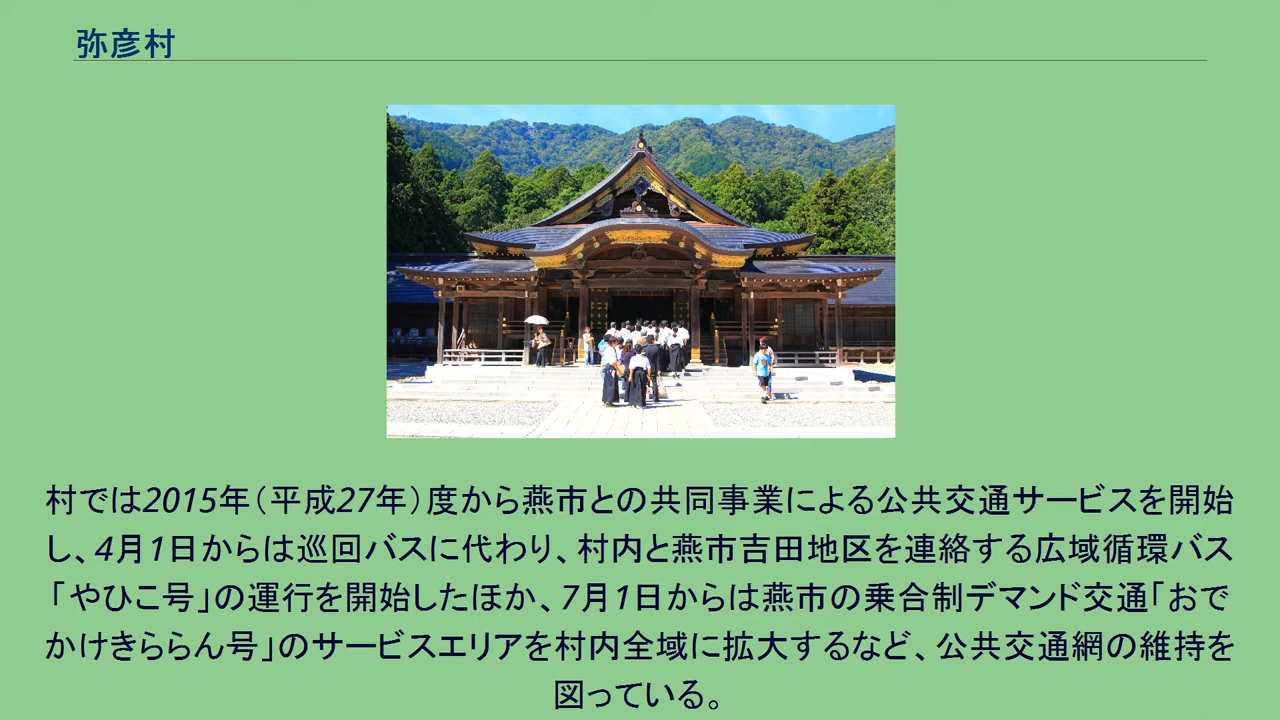 弥彦村
村では2015年（平成27年）度から燕市との共同事業による公共交通サービスを開始
し、4月1日からは巡回バスに代わり、村内と燕市吉田地区を連絡する広域循環バス
「やひこ号」の運行を開始したほか、7月1日からは燕市の乗合制デマンド交通「おで
かけきららん号」のサービスエリアを村内全域に拡大するなど、公共交通網の維持を
図っている。